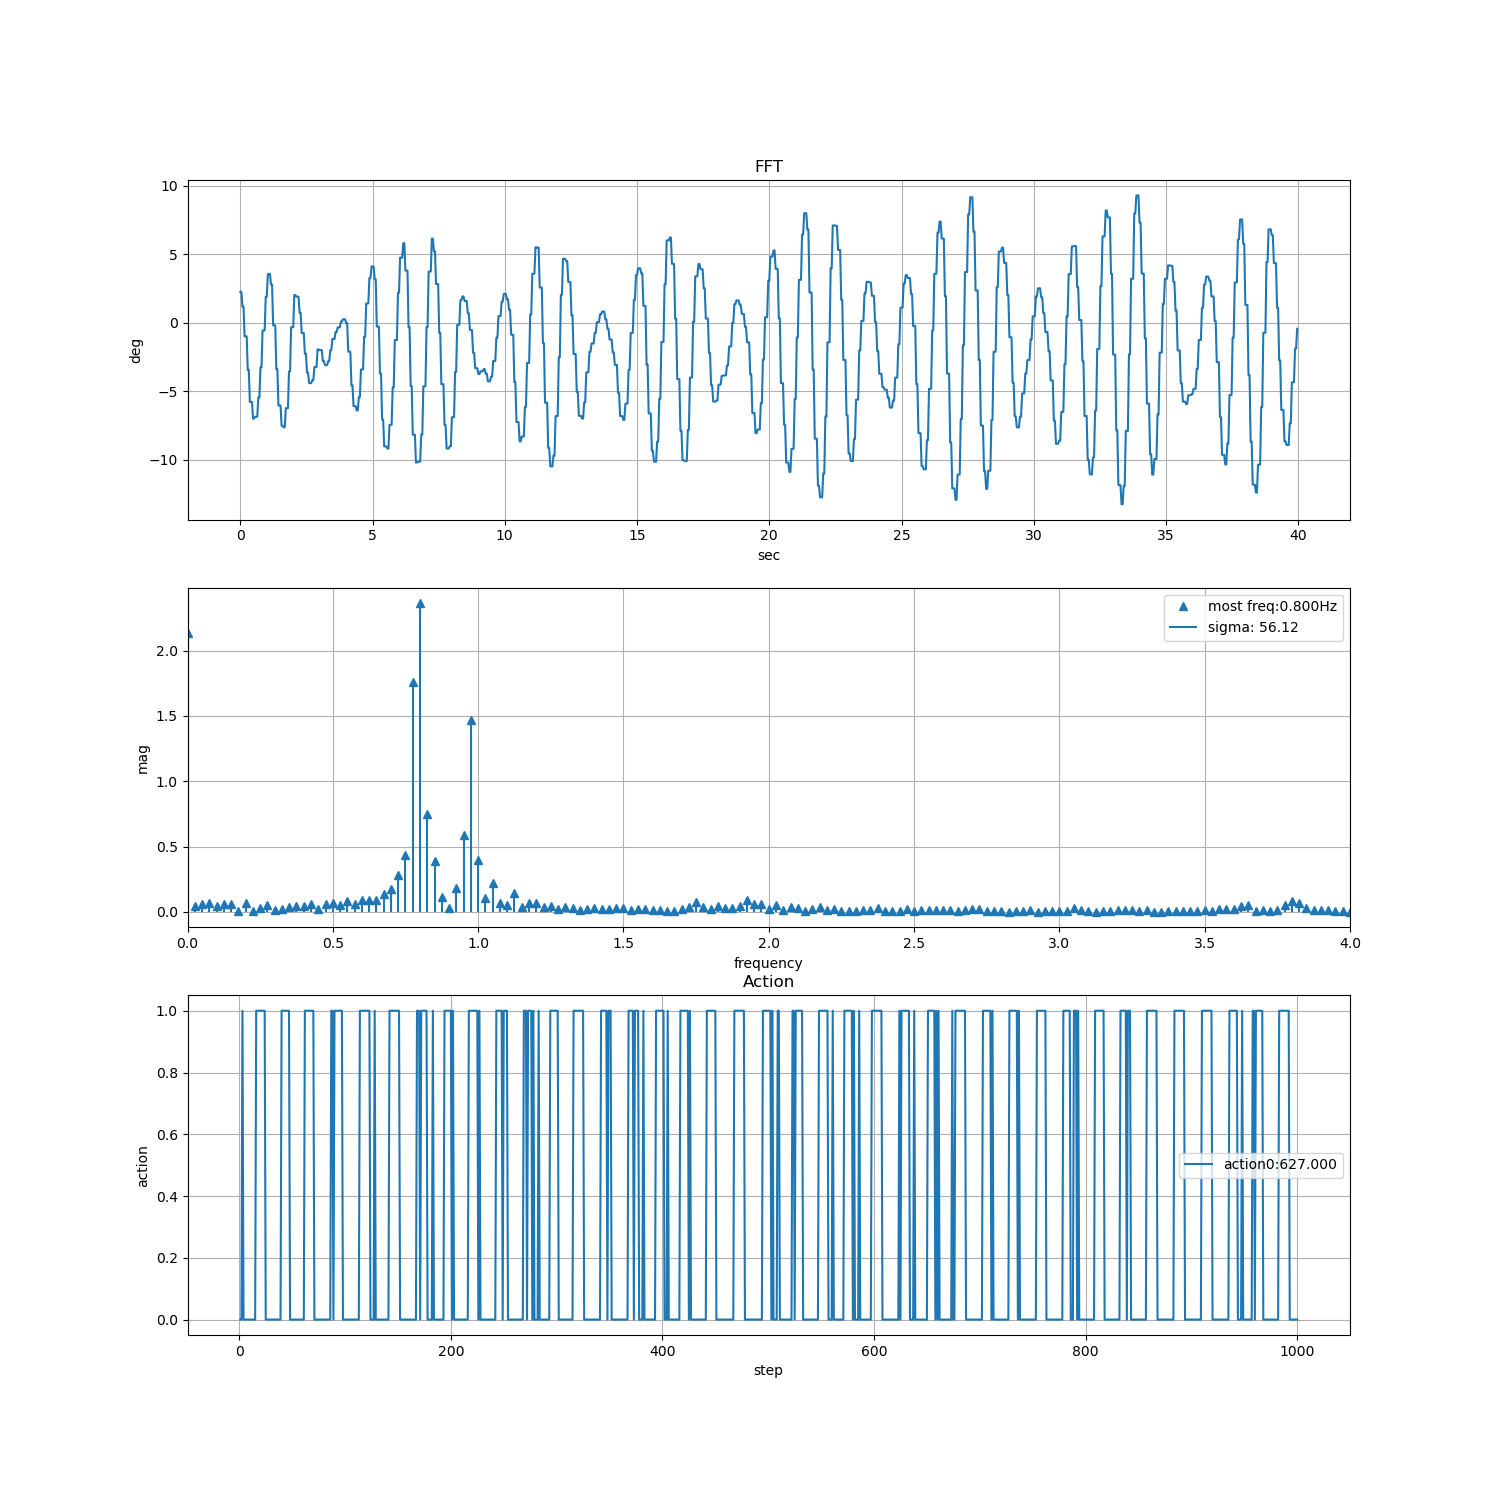 FFT
10
5
0
−5
−10
deg
0 5 10 15 20 25 30 35 40
sec
most freq:0.800Hz
sigma: 56.12
2.0
1.5
1.0
0.5
0.0
mag
0.0 0.5 1.0 1.5 2.0 2.5 3.0 3.5 4.0
frequency
Action
1.0
0.8
0.6
0.4
0.2
0.0
action
action0:627.000
0 200 400 600 800 1000
step